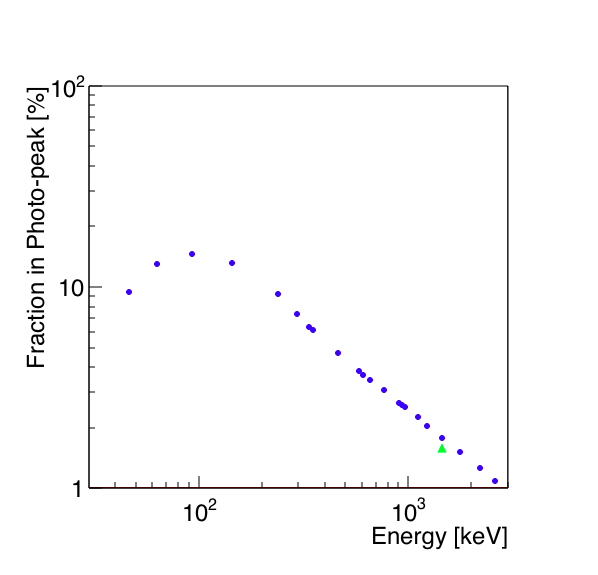 Fraction in Photo-peak [%]
10²
10
1
10²
10³
Energy [keV]